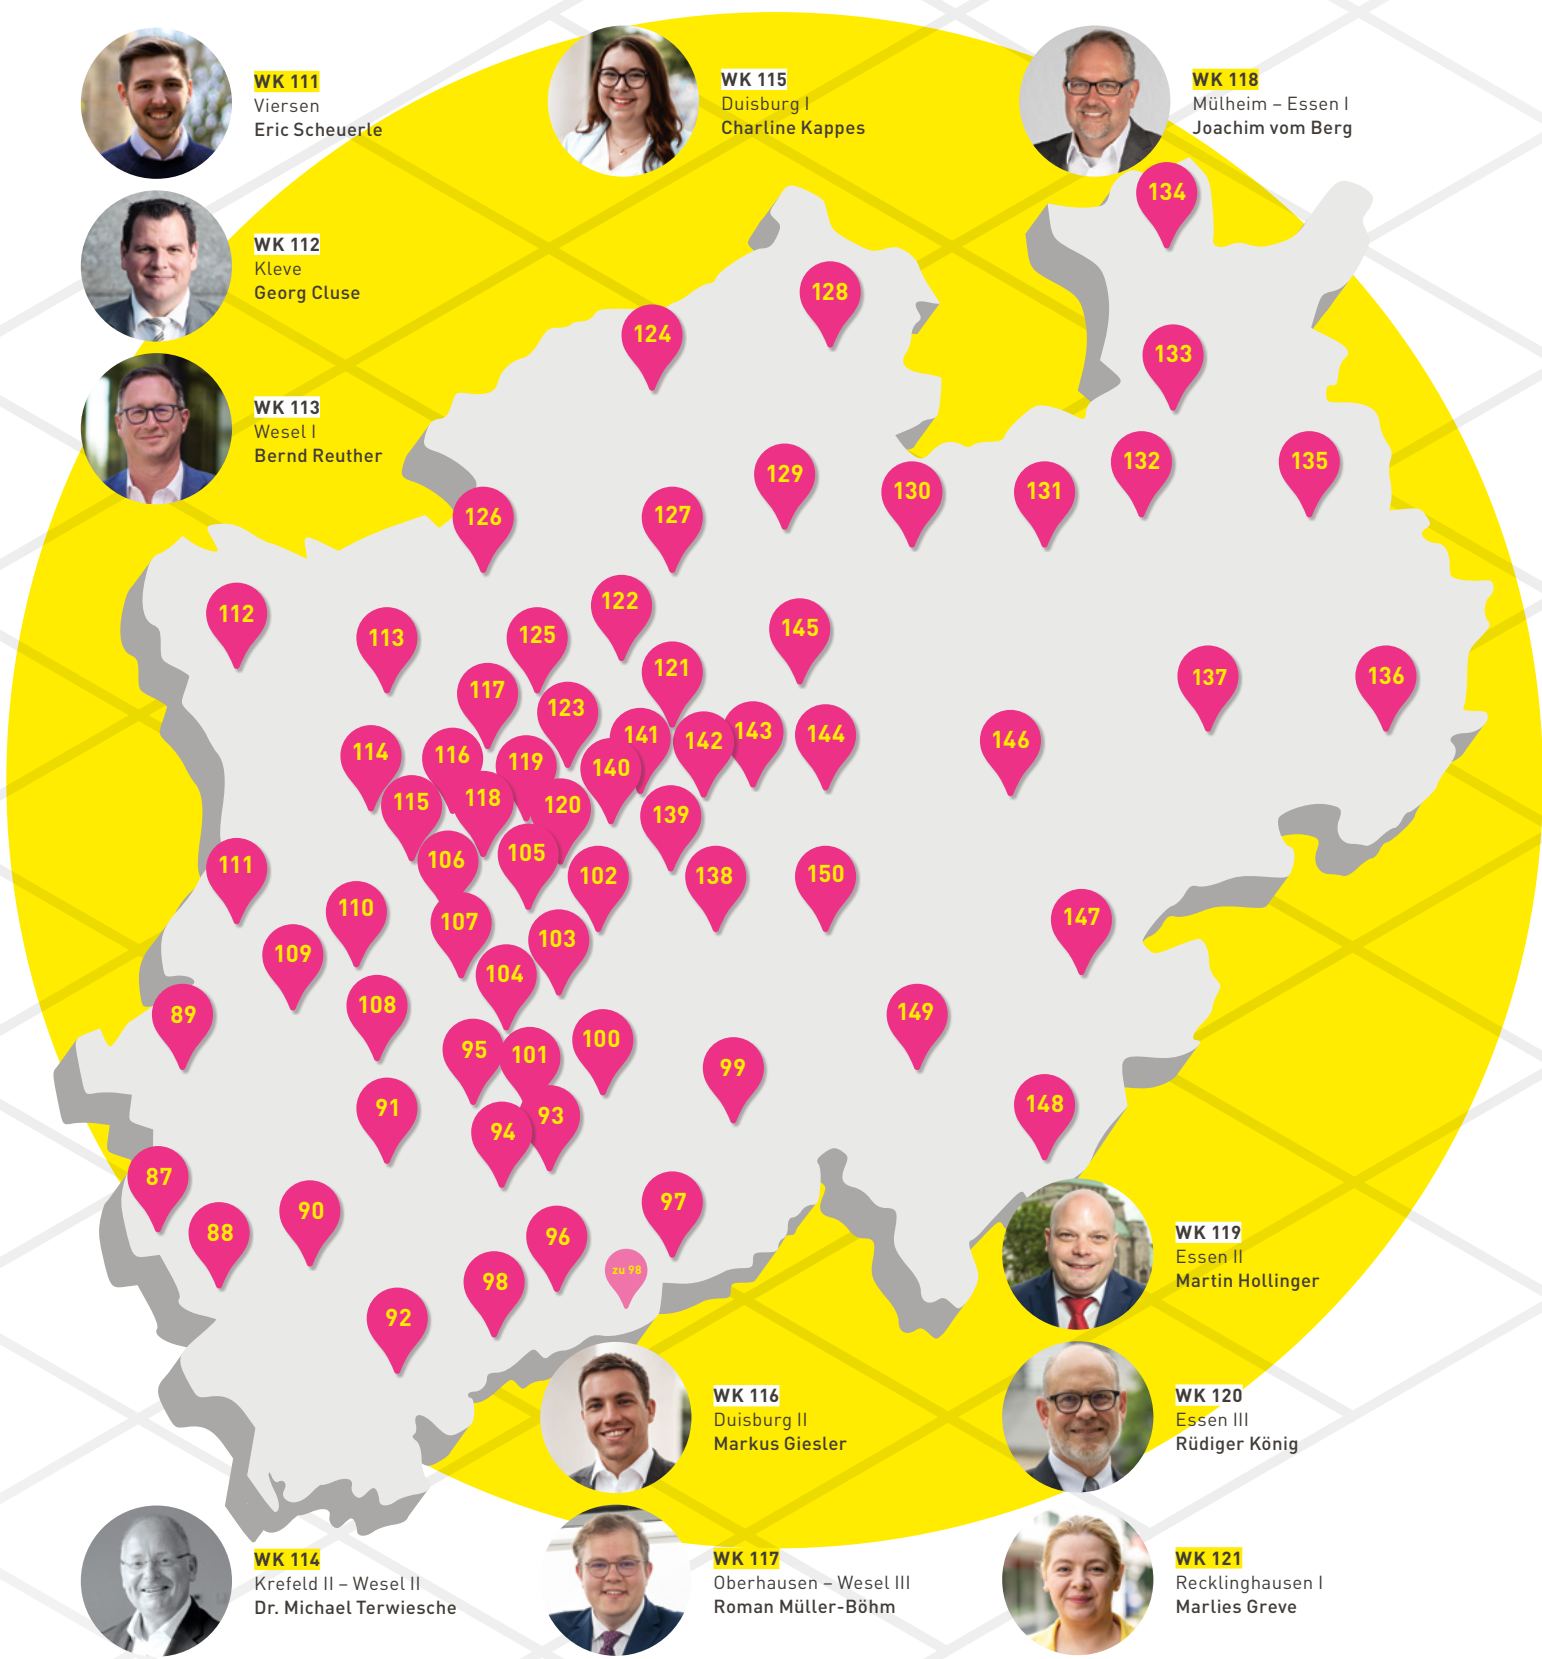 WK 111
Viersen
Eric Scheuerle
WK 115
Duisburg I
Charline Kappes
WK 118
Mülheim – Essen I
Joachim vom Berg
WK 112
Kleve
Georg Cluse
WK 113
Wesel I
Bernd Reuther
134
128
124
133
132
135
129
130
131
126
127
112
122
113
125
145
121
137
136
117
123
141
142
143
144
146
114
116
119
140
115
118
120
139
111
106
105
102
138
150
110
107
147
109
103
104
108
89
149
95
101
100
99
91
94
93
148
87
88
90
97
96
zu 98
98
92
WK 119
Essen II
Martin Hollinger
WK 116
Duisburg II
Markus Giesler
WK 120
Essen III
Rüdiger König
WK 114
Krefeld II – Wesel II
Dr. Michael Terwiesche
WK 117
Oberhausen – Wesel III
Roman Müller-Böhm
WK 121
Recklinghausen I
Marlies Greve